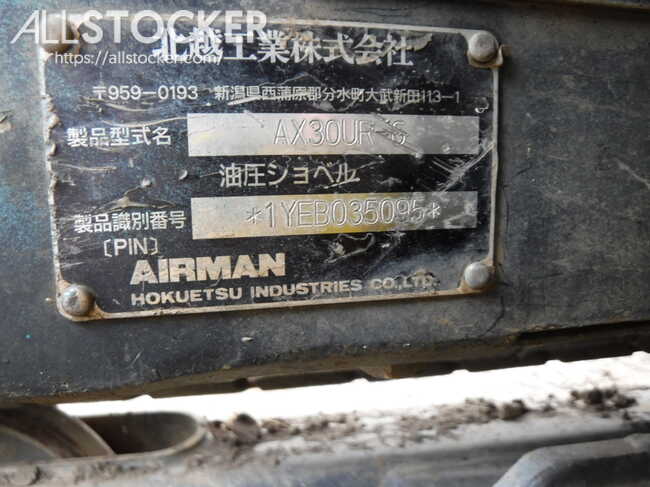 ALLSTOCKER
https://allstocker.com/
北越工業株式会社
〒959-0193 新潟県西蒲原郡分水町大武新田113-1
製品型式名 AX30UR-6
油圧ショベル
製品識別番号 *1YEB035095*
〔PIN〕
AIRMAN
HOKUETSU INDUSTRIES CO.,LTD.